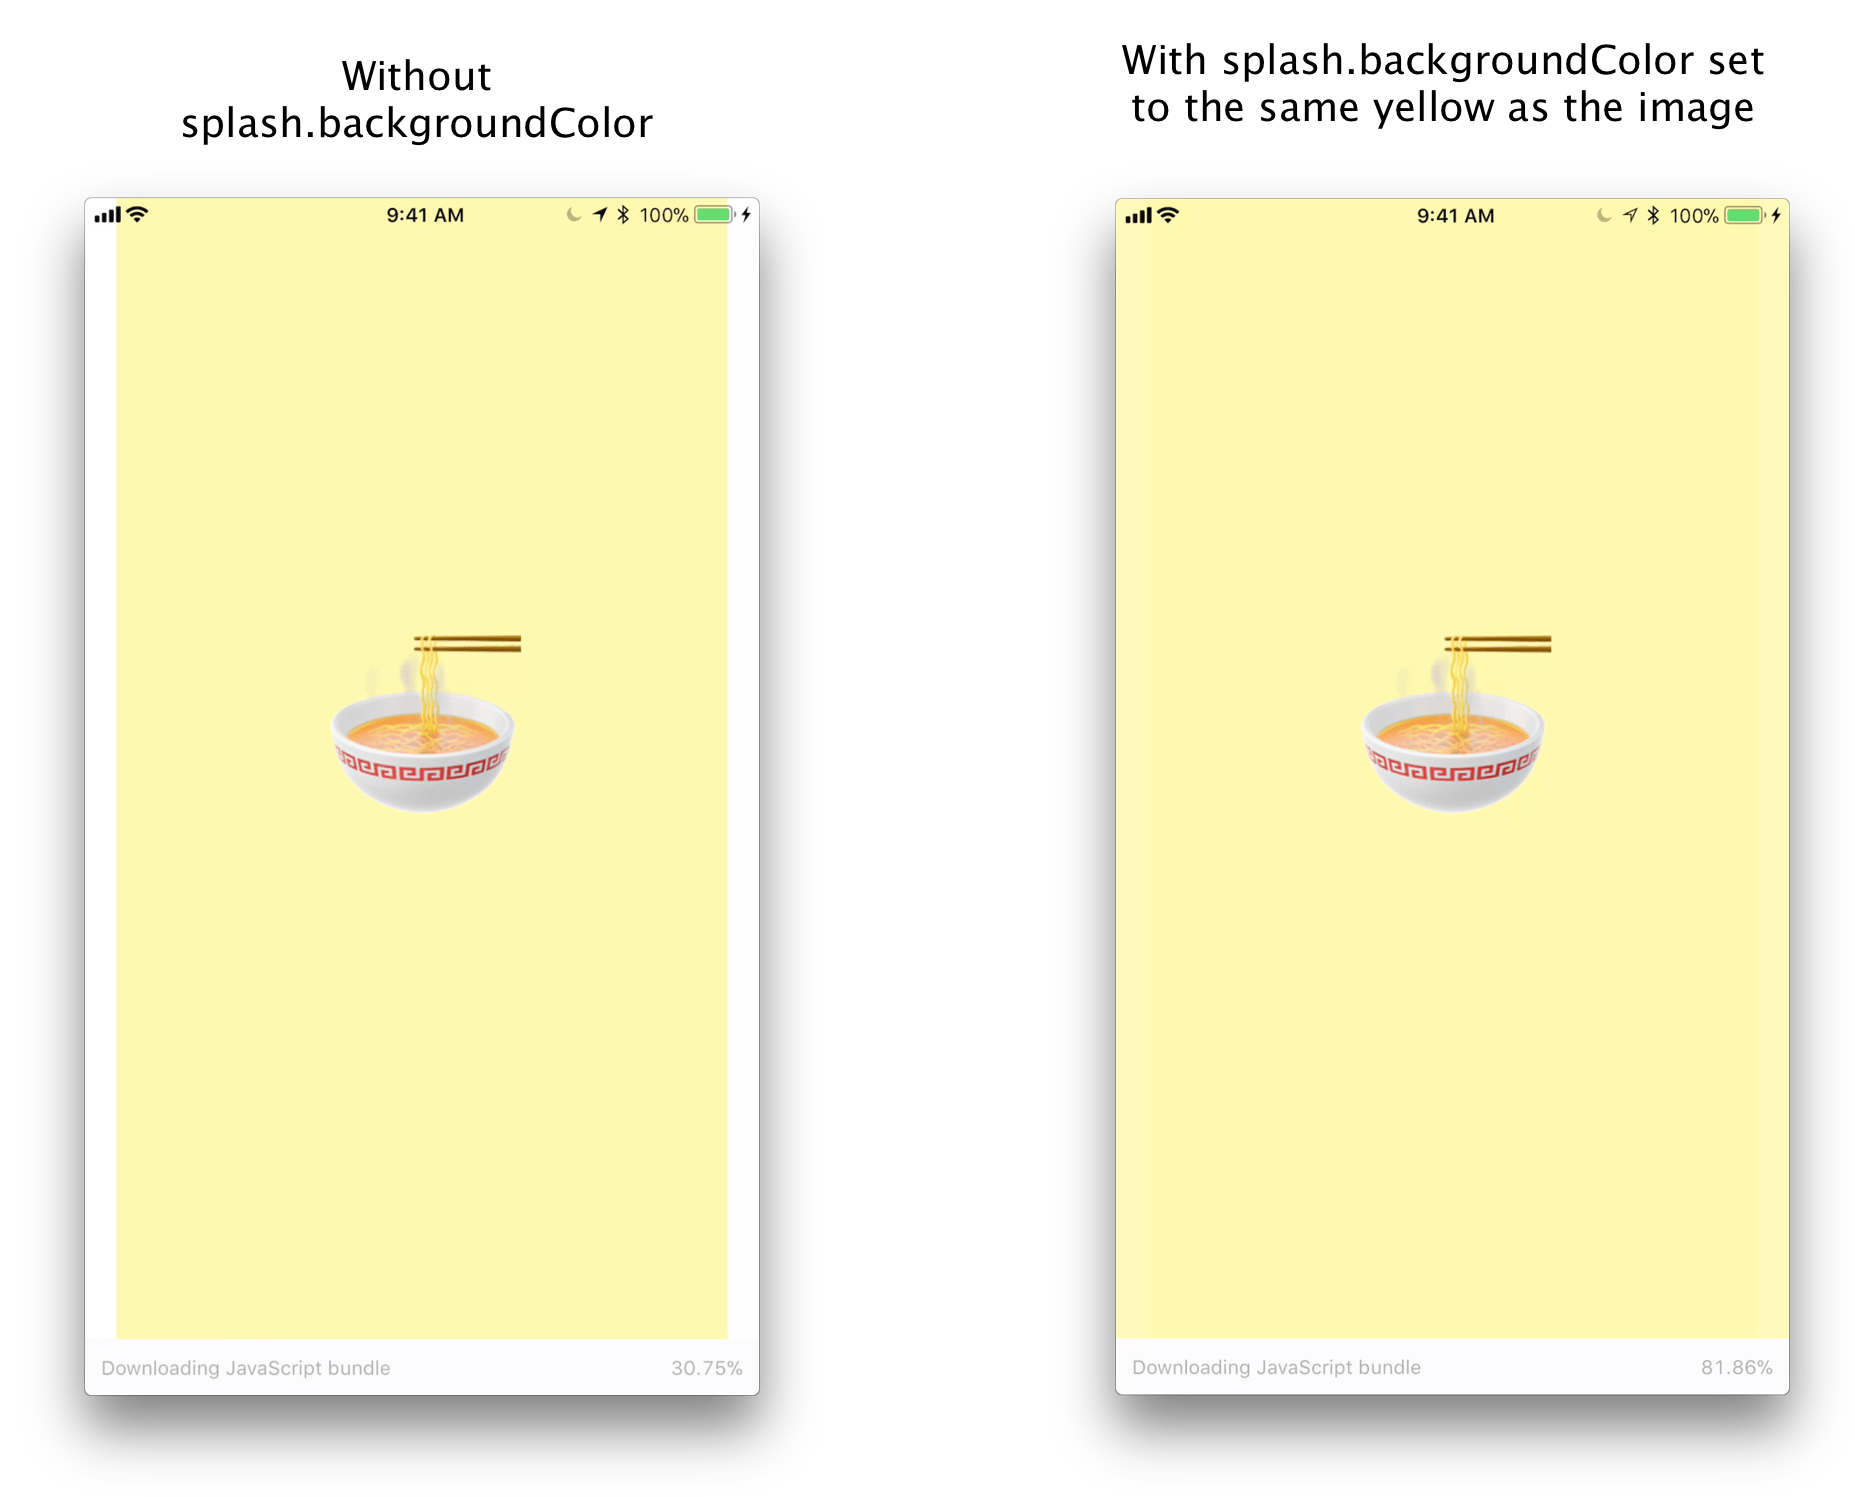 Without
splash.backgroundColor
With splash.backgroundColor set
to the same yellow as the image
9:41 AM 100%
Downloading JavaScript bundle 30.75%
9:41 AM 100%
Downloading JavaScript bundle 81.86%